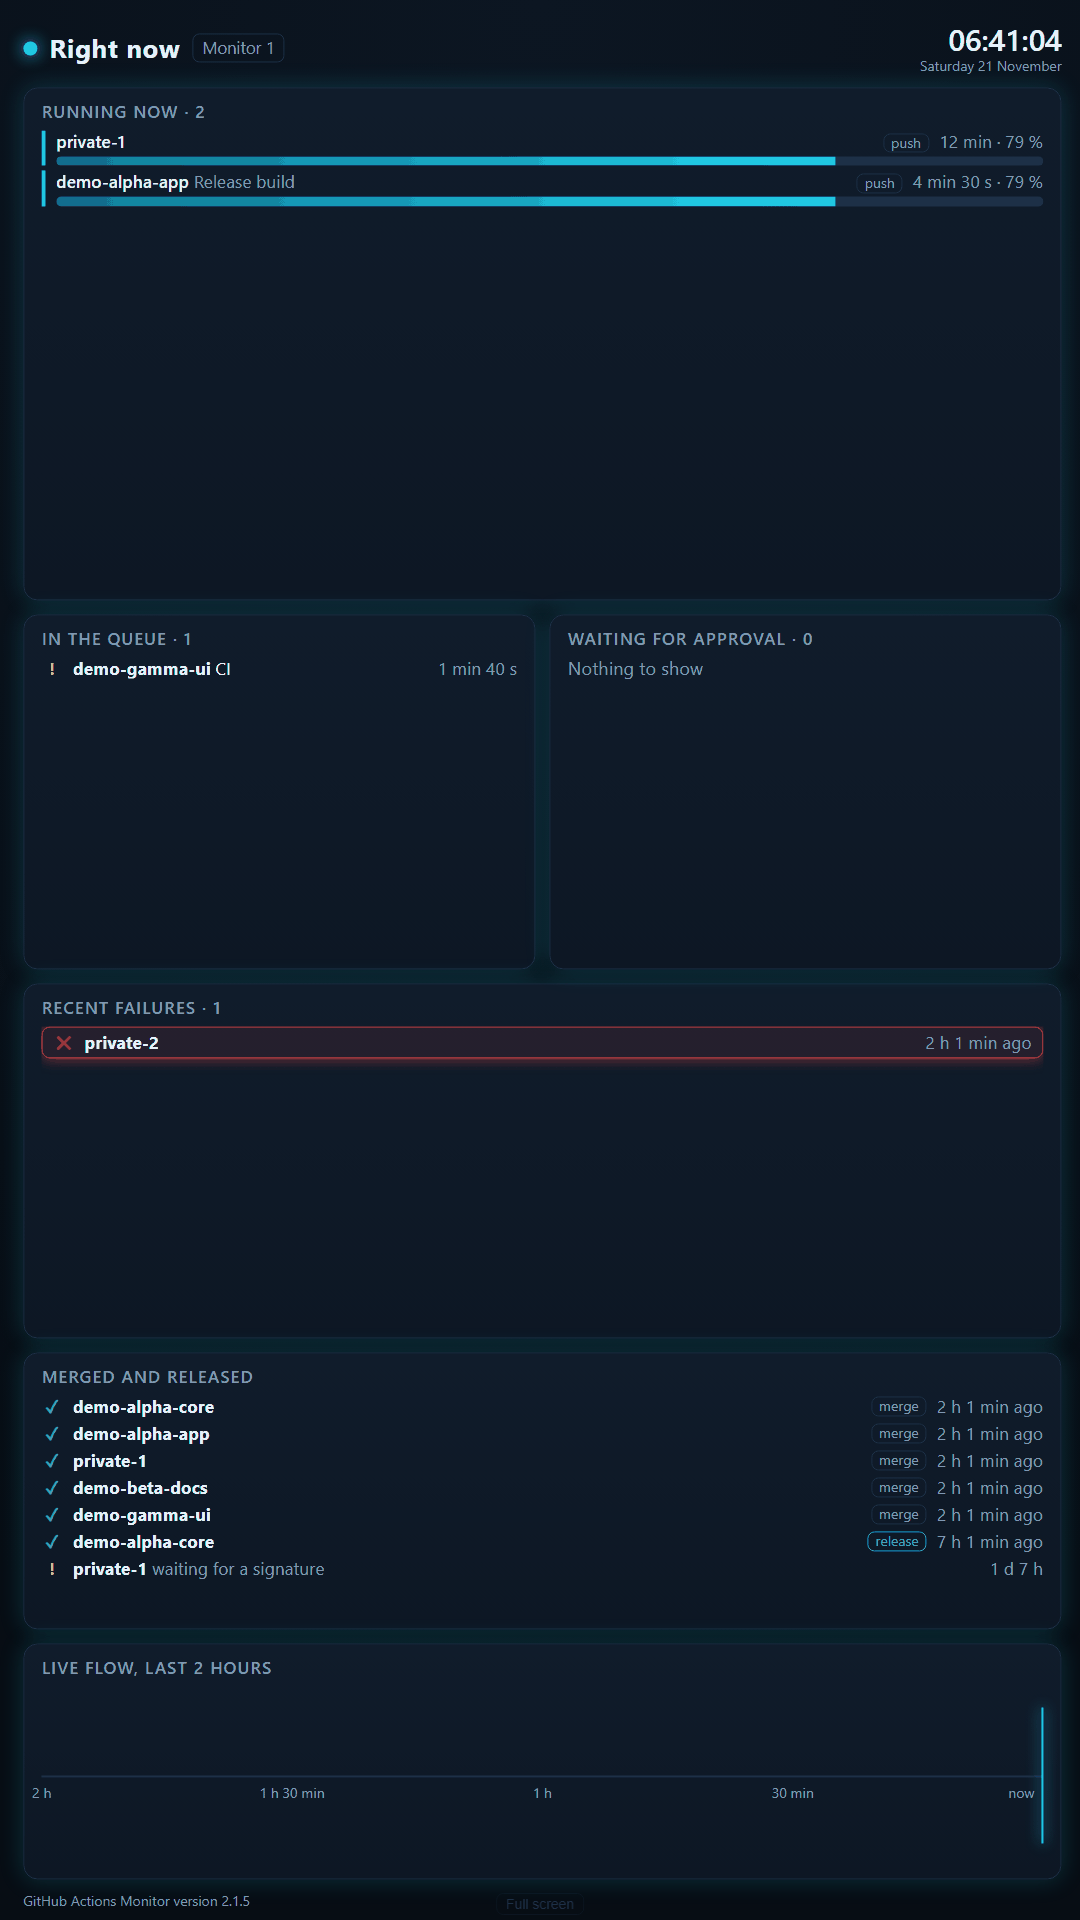 Right now Monitor 1
06:41:04
Saturday 21 November
RUNNING NOW · 2
private-1 push 12 min · 79 %
demo-alpha-app Release build push 4 min 30 s · 79 %
IN THE QUEUE · 1
! demo-gamma-ui CI 1 min 40 s
WAITING FOR APPROVAL · 0
Nothing to show
RECENT FAILURES · 1
private-2 2 h 1 min ago
MERGED AND RELEASED
demo-alpha-core merge 2 h 1 min ago
demo-alpha-app merge 2 h 1 min ago
private-1 merge 2 h 1 min ago
demo-beta-docs merge 2 h 1 min ago
demo-gamma-ui merge 2 h 1 min ago
demo-alpha-core release 7 h 1 min ago
! private-1 waiting for a signature 1 d 7 h
LIVE FLOW, LAST 2 HOURS
2 h 1 h 30 min 1 h 30 min now
GitHub Actions Monitor version 2.1.5
Full screen